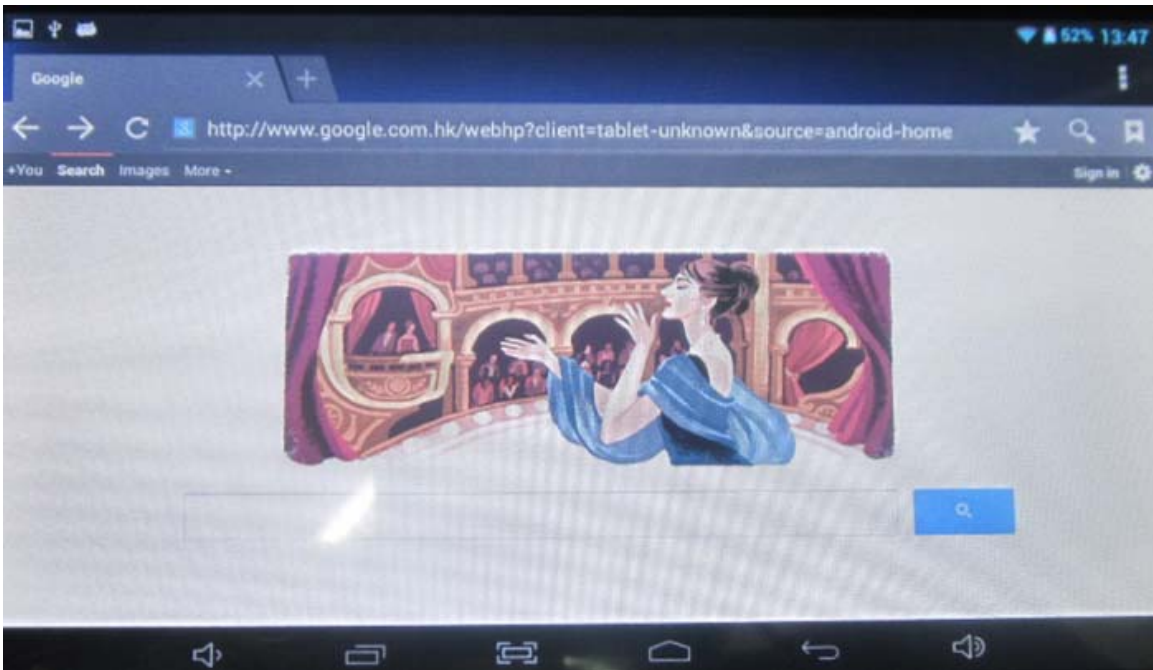 52% 13:47
Google
http://www.google.com.hk/webhp?client=tablet-unknown&source=android-home
+You Search Images More
Sign in